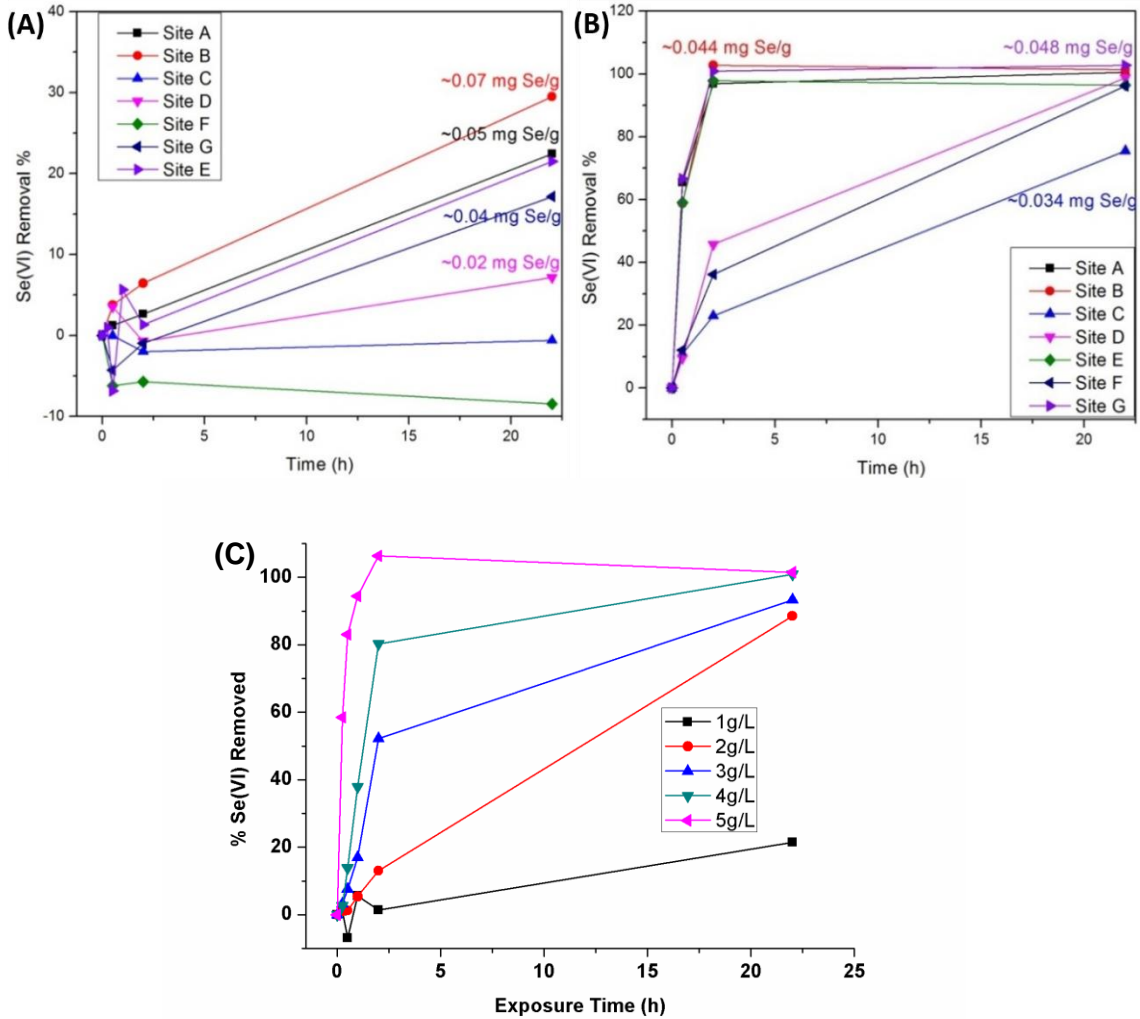 (A)
40
30
20
10
0
-10
Se(VI) Removal %
Site A
Site B
Site C
Site D
Site F
Site G
Site E
~0.07 mg Se/g
~0.05 mg Se/g
~0.04 mg Se/g
~0.02 mg Se/g
0
5
10
15
20
Time (h)
(B)
120
100
80
60
40
20
0
Se(VI) Removal %
~0.044 mg Se/g
~0.048 mg Se/g
~0.034 mg Se/g
Site A
Site B
Site C
Site D
Site E
Site F
Site G
0
5
10
15
20
Time (h)
(C)
100
80
60
40
20
0
% Se(VI) Removed
1g/L
2g/L
3g/L
4g/L
5g/L
0
5
10
15
20
25
Exposure Time (h)